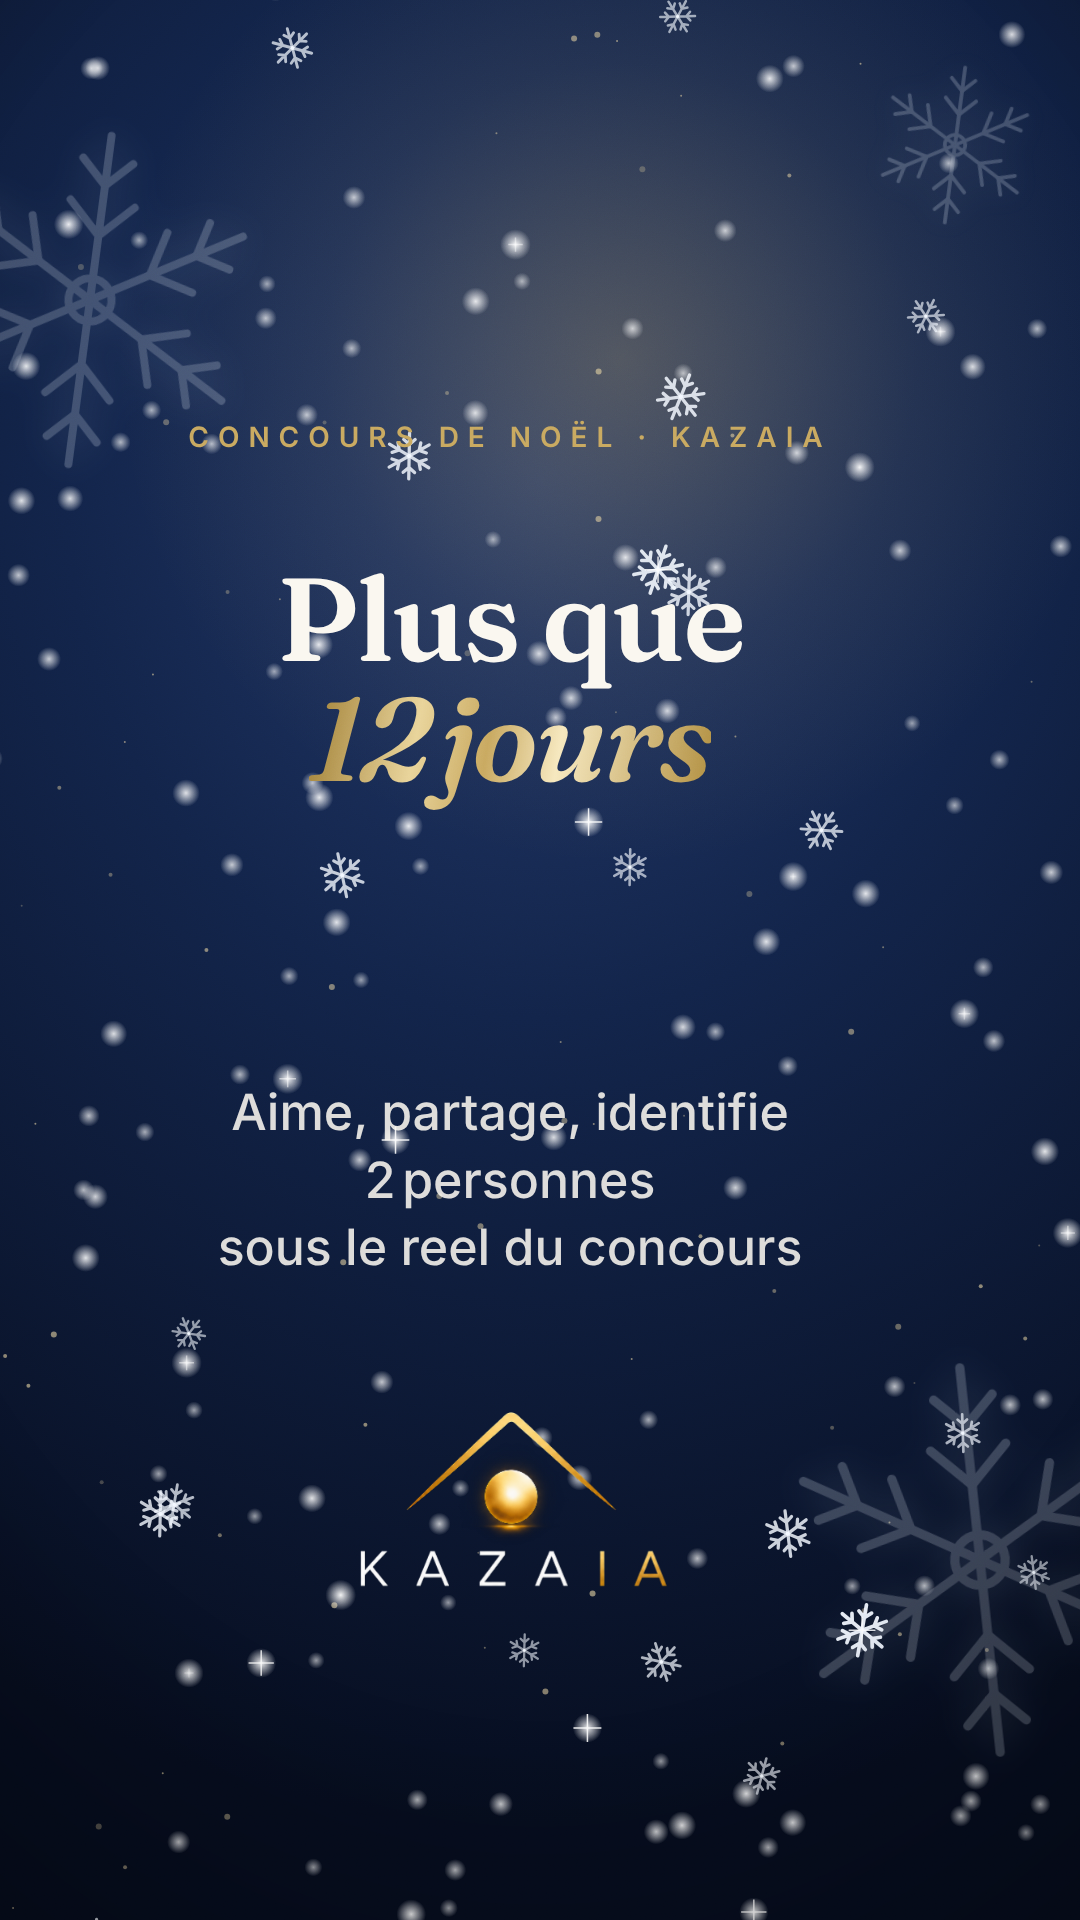 CONCOURS DE NOËL · KAZAIA
Plus que
12 jours
Aime, partage, identifie
2 personnes
sous le reel du concours
KAZAIA